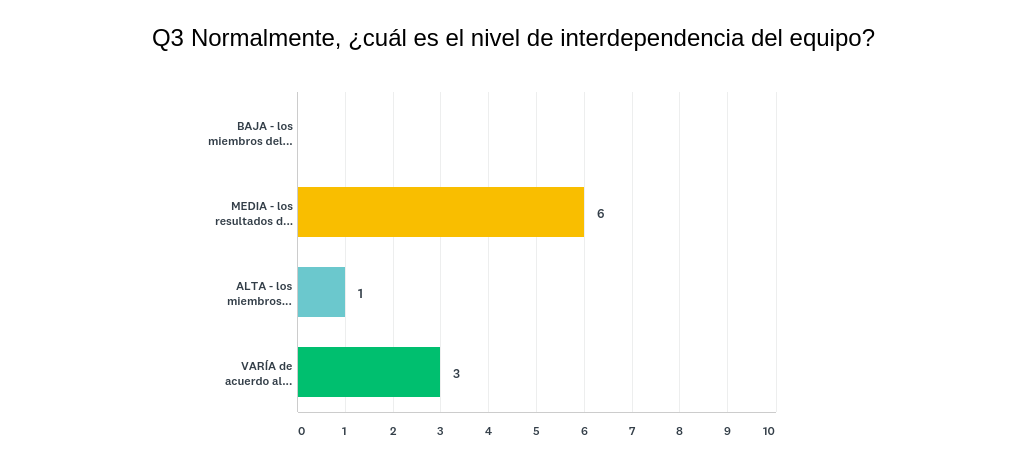 Q3 Normalmente, ¿cuál es el nivel de interdependencia del equipo?
BAJA - los
miembros del...
MEDIA - los
resultados d...
6
ALTA - los
miembros...
1
VARÍA de
acuerdo al...
3
0 1 2 3 4 5 6 7 8 9 10